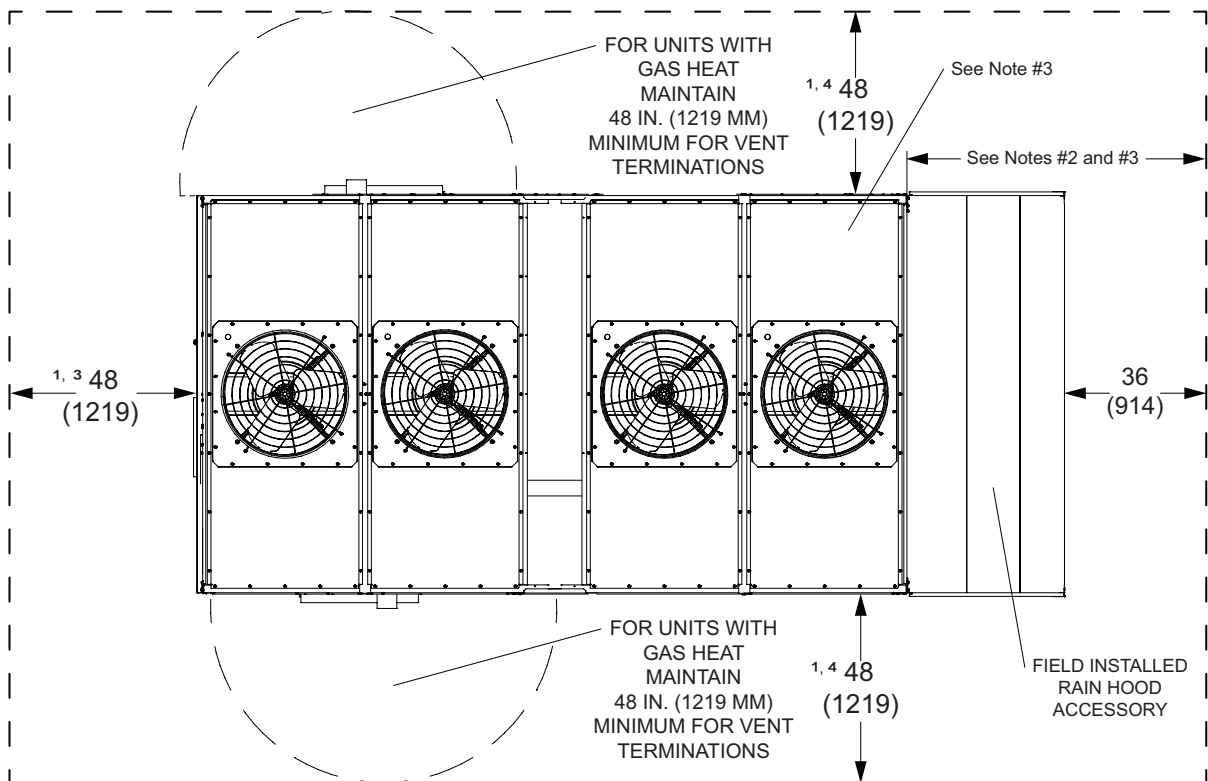 FOR UNITS WITH
GAS HEAT
MAINTAIN
48 IN. (1219 MM)
MINIMUM FOR VENT
TERMINATIONS
¹, ⁴ 48
(1219)
See Note #3
See Notes #2 and #3
¹, ³ 48
(1219)
36
(914)
FOR UNITS WITH
GAS HEAT
MAINTAIN
48 IN. (1219 MM)
MINIMUM FOR VENT
TERMINATIONS
¹, ⁴ 48
(1219)
FIELD INSTALLED
RAIN HOOD
ACCESSORY